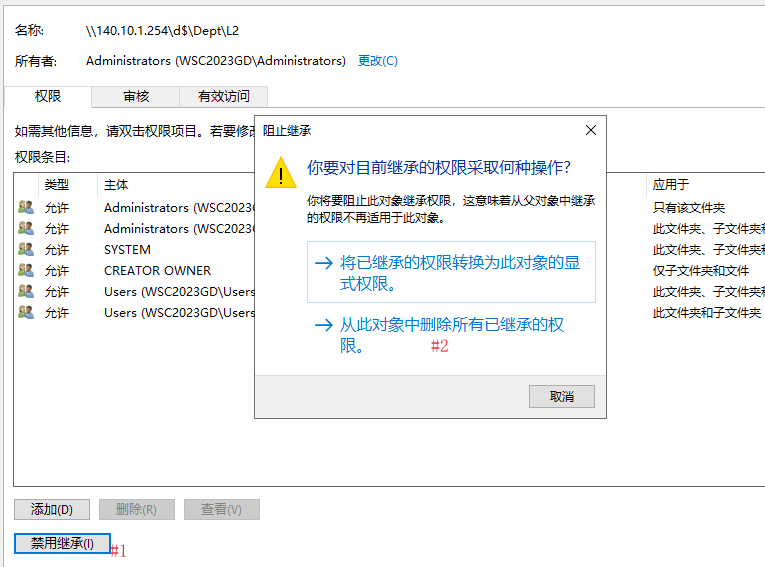 名称: \\140.10.1.254\d$\Dept\L2
所有者: Administrators (WSC2023GD\Administrators) 更改(C)
权限 审核 有效访问
如需其他信息，请双击权限项目。若要修改
权限条目:
类型 主体 应用于
允许 Administrators (WSC2023G 只有该文件夹
允许 Administrators (WSC2023G 此文件夹、子文件夹和
允许 SYSTEM 此文件夹、子文件夹和
允许 CREATOR OWNER 仅子文件夹和文件
允许 Users (WSC2023GD\Users 此文件夹、子文件夹和
允许 Users (WSC2023GD\Users 此文件夹和子文件夹
阻止继承
你要对目前继承的权限采取何种操作?
你将要阻止此对象继承权限，这意味着从父对象中继承
的权限不再适用于此对象。
将已继承的权限转换为此对象的显
式权限。
从此对象中删除所有已继承的权
限。 #2
取消
添加(D) 删除(R) 查看(V)
禁用继承(I) #1